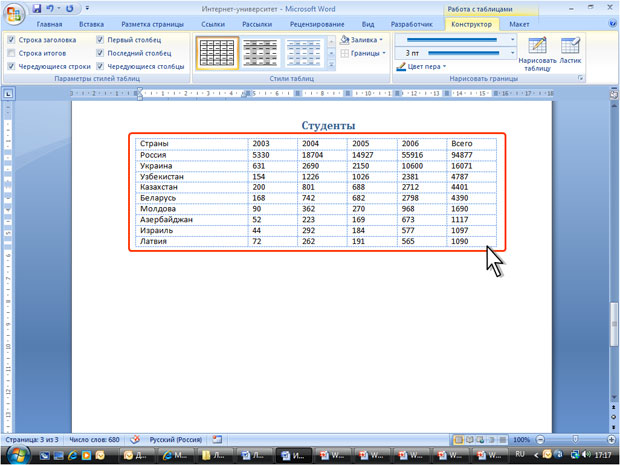 Интернет-университет - Microsoft Word
Работа с таблицами
Главная Вставка Разметка страницы Ссылки Рассылки Рецензирование Вид Разработчик Конструктор Макет
Строка заголовка Первый столбец
Строка итогов Последний столбец
Чередующиеся строки Чередующиеся столбцы
Параметры стилей таблиц
Заливка
Границы
Стили таблиц
3 пт
Цвет пера
Нарисовать таблицу
Ластик
Нарисовать границы
Студенты
Страны 2003 2004 2005 2006 Всего
Россия 5330 18704 14927 55916 94877
Украина 631 2690 2150 10600 16071
Узбекистан 154 1226 1026 2381 4787
Казахстан 200 801 688 2712 4401
Беларусь 168 742 682 2798 4390
Молдова 90 362 270 968 1690
Азербайджан 52 223 169 673 1117
Израиль 44 292 184 577 1097
Латвия 72 262 191 565 1090
Страница: 3 из 3 Число слов: 680 Русский (Россия) 100%
Д... М... Л... Л... И... W... W... W... W... W... RU 17:17